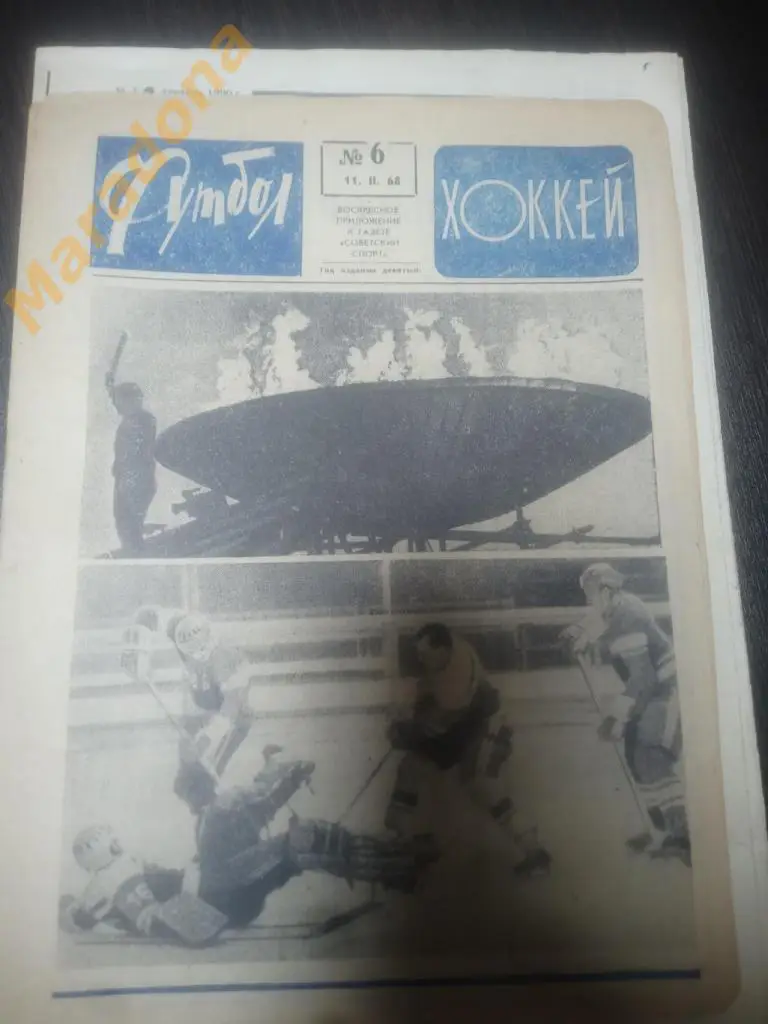 Maradona
Футбол
№ 6
11. II. 68
ВОСКРЕСНОЕ
ПРИЛОЖЕНИЕ
К ГАЗЕТЕ
«СОВЕТСКИЙ
СПОРТ»
Год издания девятый
ХОККЕЙ